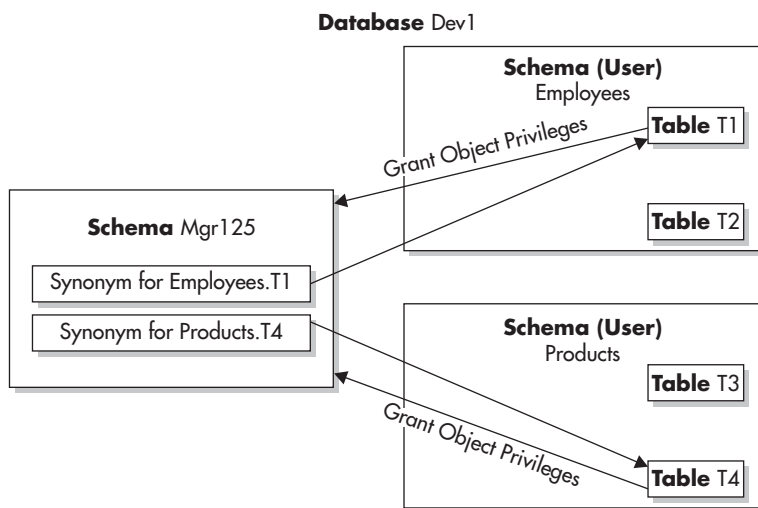 Database Dev1
Schema (User)
Employees
Table T1
Grant Object Privileges
Table T2
Schema Mgr125
Synonym for Employees.T1
Synonym for Products.T4
Schema (User)
Products
Table T3
Grant Object Privileges
Table T4